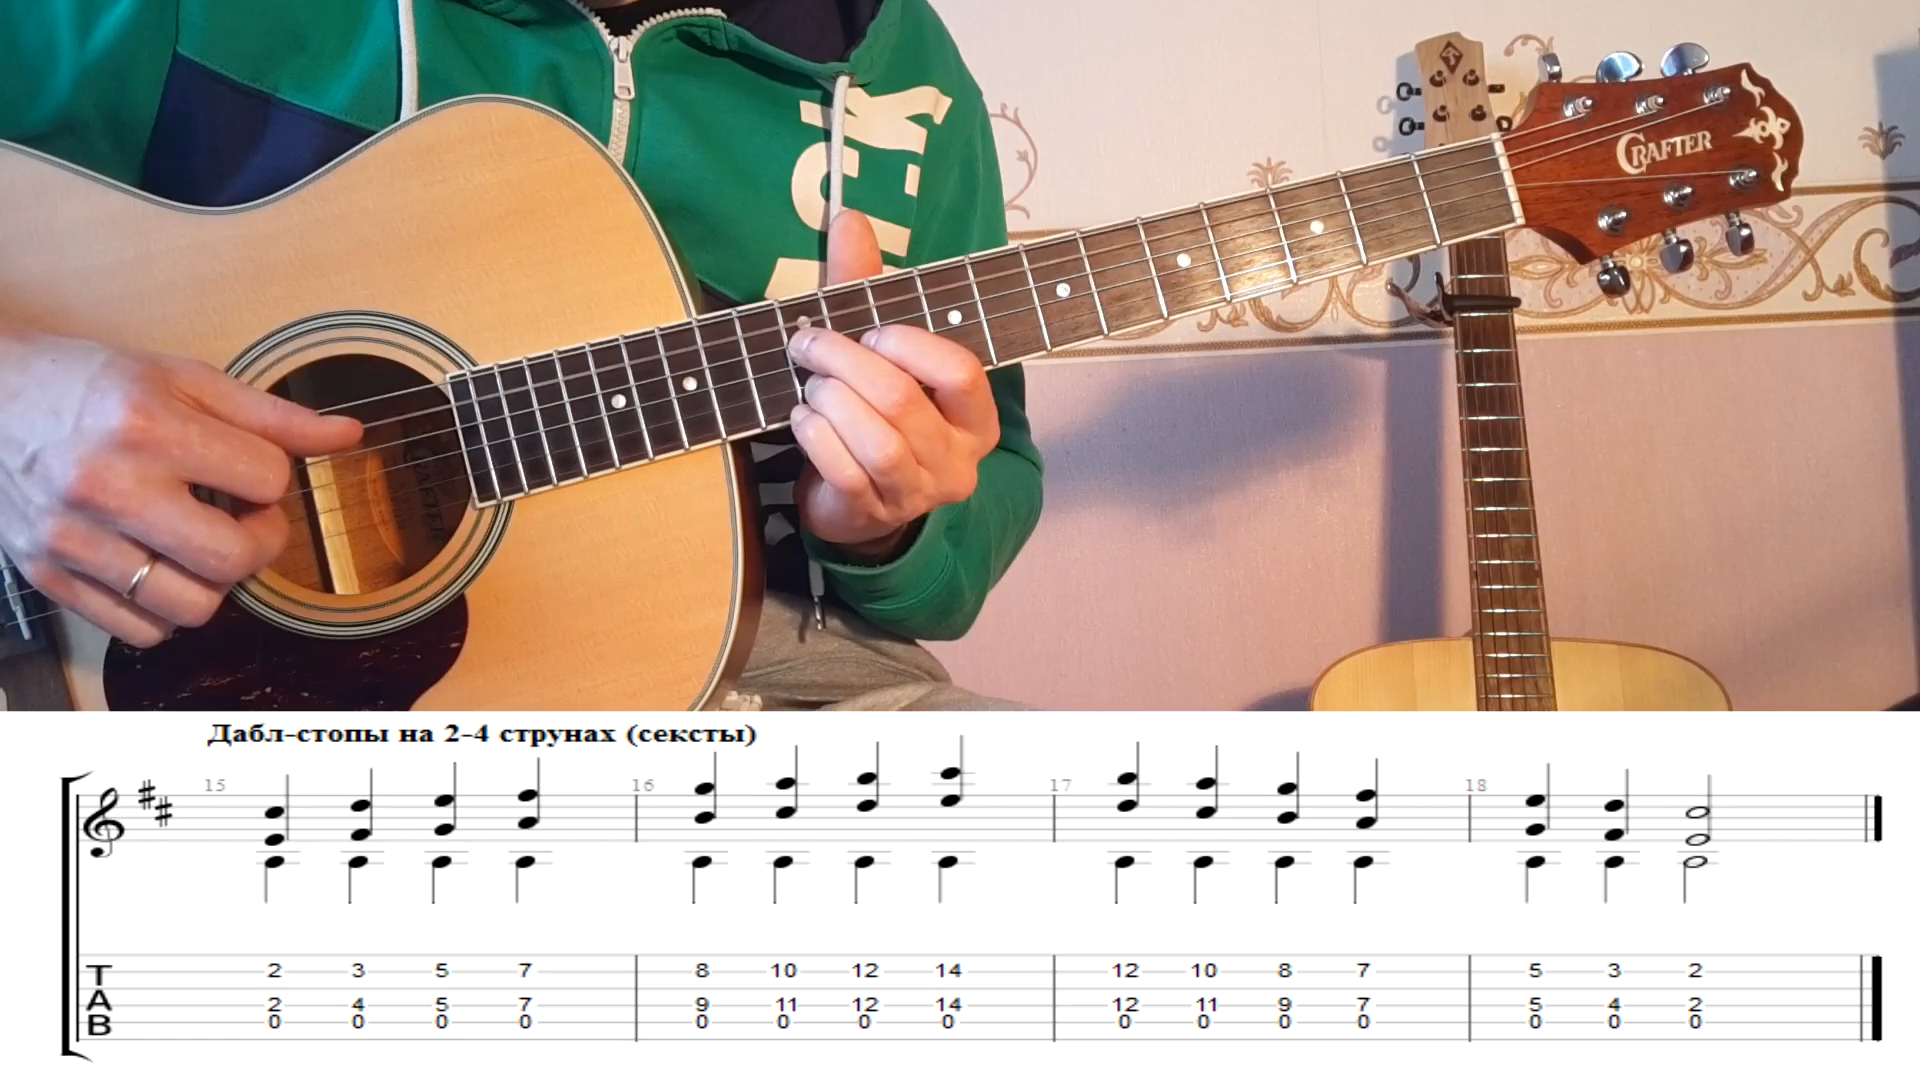 CRAFTER
Дабл-стопы на 2-4 струнах (сексты)
15 16 17 18
T 2 3 5 7 8 10 12 14 12 10 8 7 5 3 2
A 2 4 5 7 9 11 12 14 12 11 9 7 5 4 2
B 0 0 0 0 0 0 0 0 0 0 0 0 0 0 0